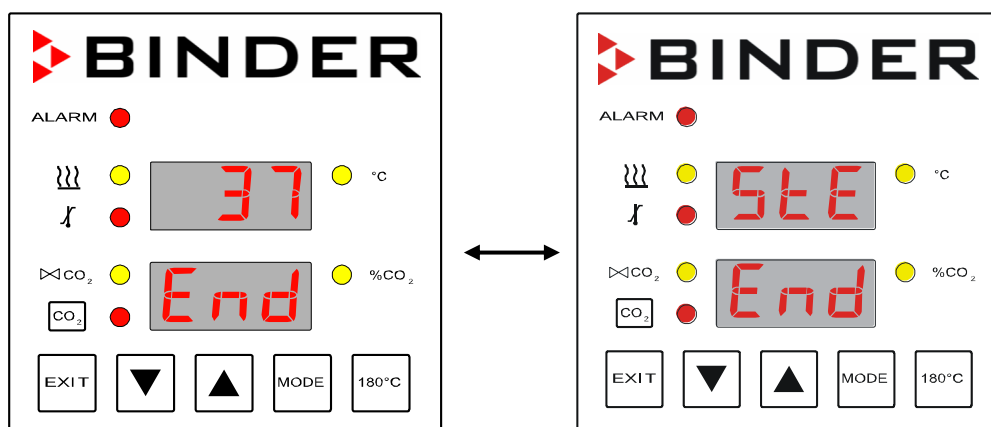 BINDER
ALARM
37
°C
CO₂
End
%CO₂
CO₂
EXIT
MODE
180°C
BINDER
ALARM
StE
°C
CO₂
End
%CO₂
CO₂
EXIT
MODE
180°C